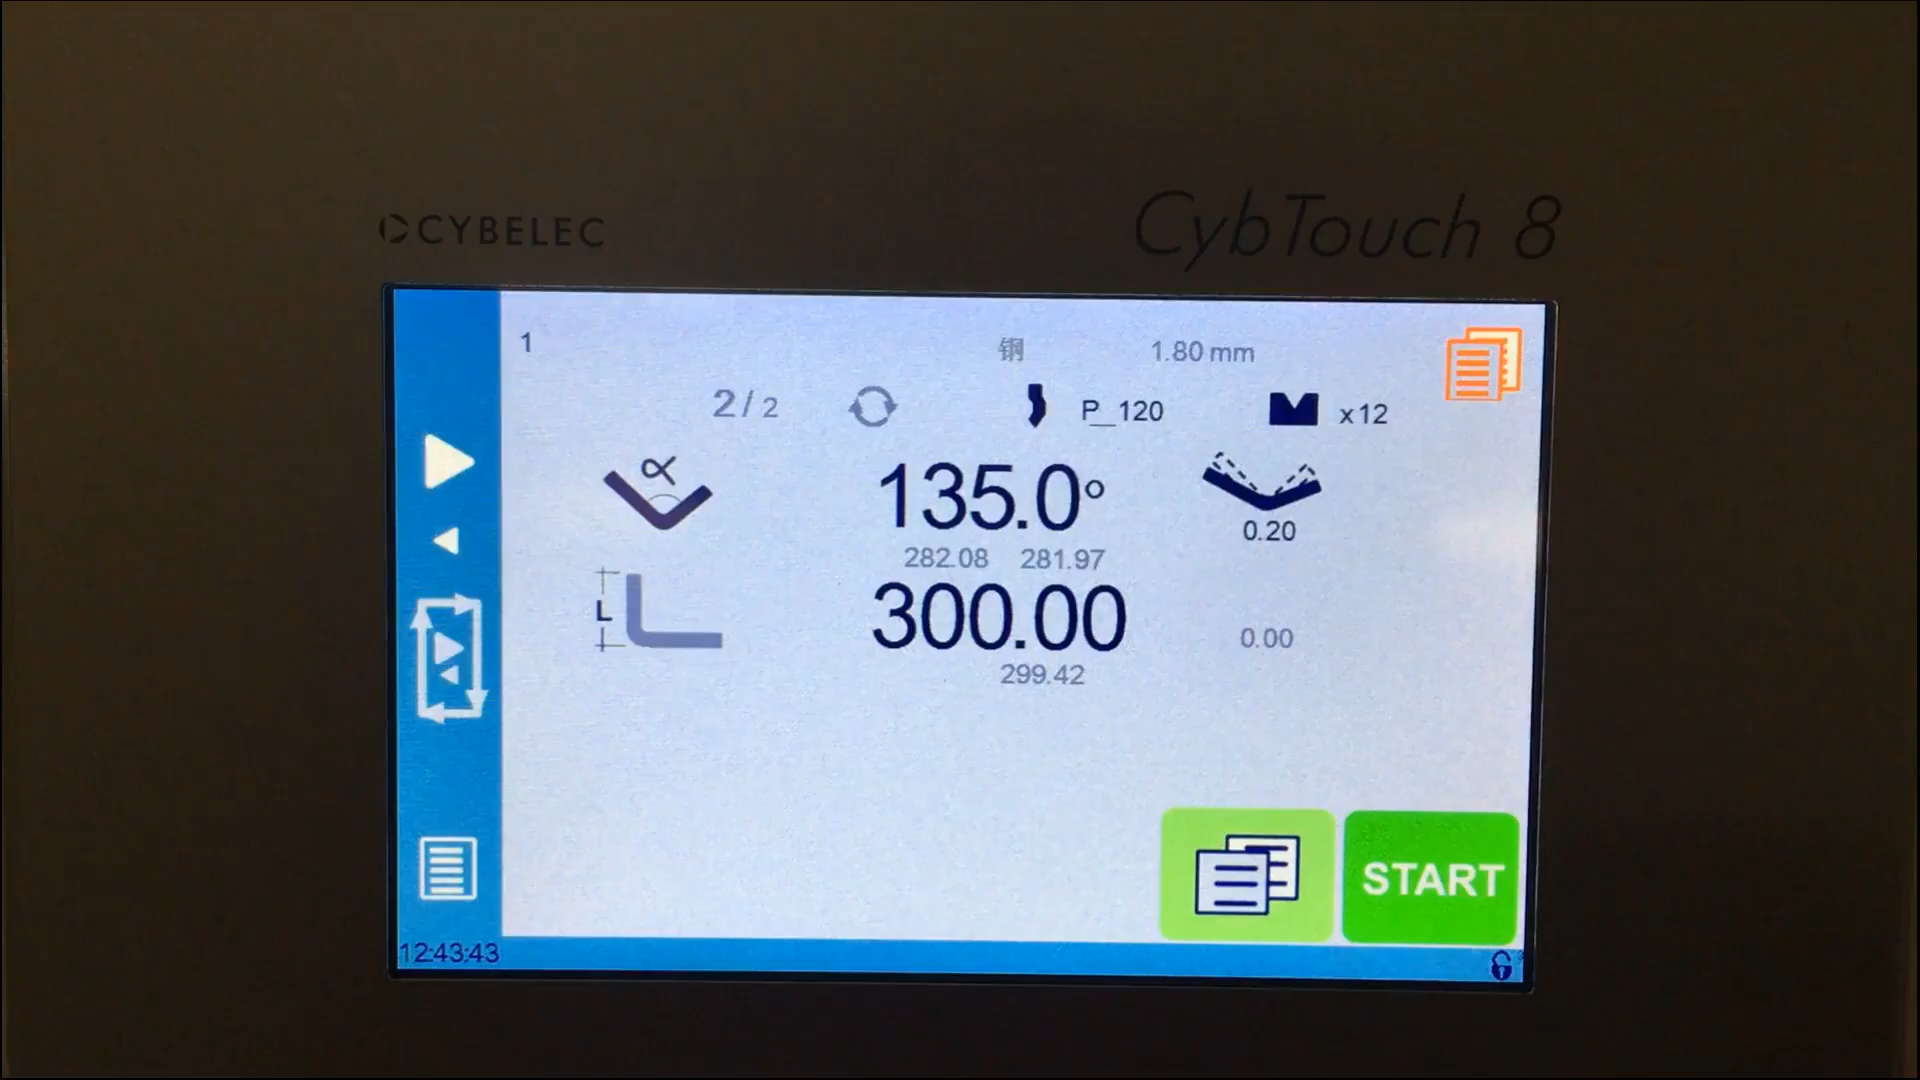 CYBELEC
CybTouch 8
1
钢 1.80 mm
2/2 P_120 x12
α 135.0° 0.20
282.08 281.97
L 300.00 0.00
299.42
START
12:43:43